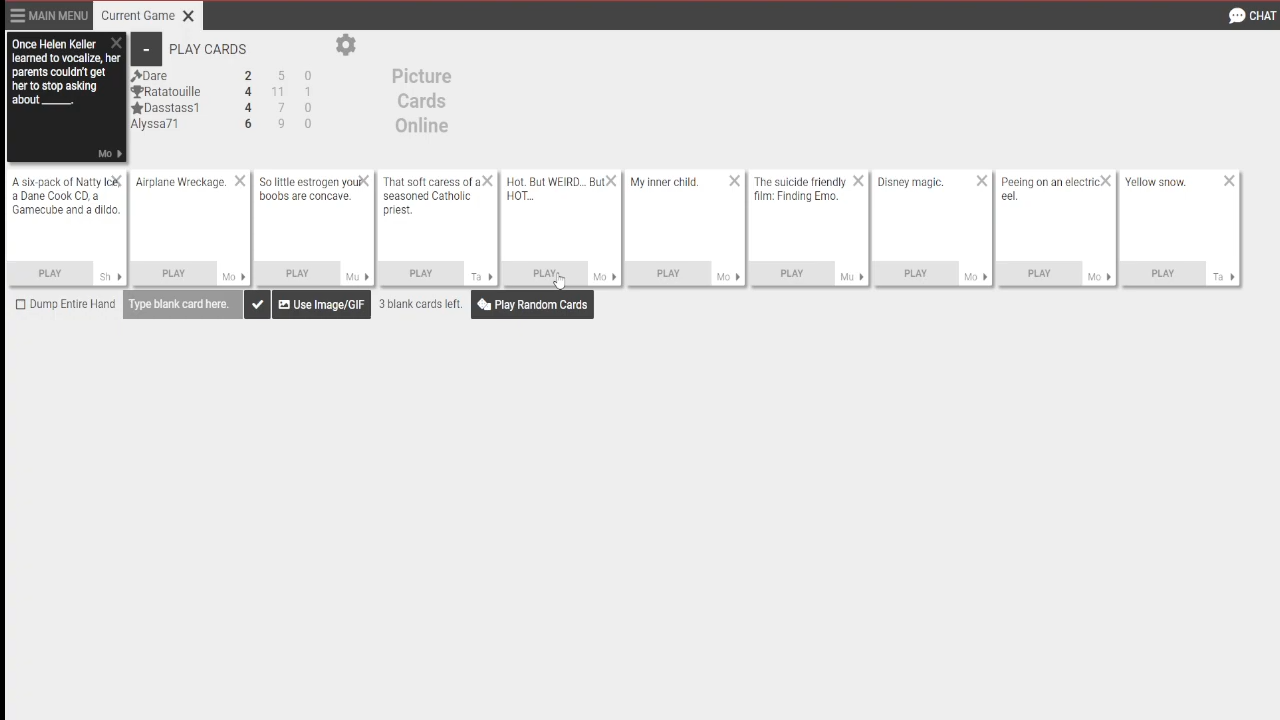 MAIN MENU
Current Game
CHAT
Once Helen Keller
learned to vocalize, her
parents couldn't get
her to stop asking
about ______.
Mo
-
PLAY CARDS
Dare 2 5 0
Ratatouille 4 11 1
Dasstass1 4 7 0
Alyssa71 6 9 0
Picture
Cards
Online
A six-pack of Natty Ice,
a Dane Cook CD, a
Gamecube and a dildo.
PLAY
Sh
Airplane Wreckage.
PLAY
Mo
So little estrogen your
boobs are concave.
PLAY
Mu
That soft caress of a
seasoned Catholic
priest.
PLAY
Ta
Hot. But WEIRD... But
HOT...
PLAY
Mo
My inner child.
PLAY
Mo
The suicide friendly
film: Finding Emo.
PLAY
Mu
Disney magic.
PLAY
Mo
Peeing on an electric
eel.
PLAY
Mo
Yellow snow.
PLAY
Ta
Dump Entire Hand
Type blank card here.
Use Image/GIF
3 blank cards left.
Play Random Cards